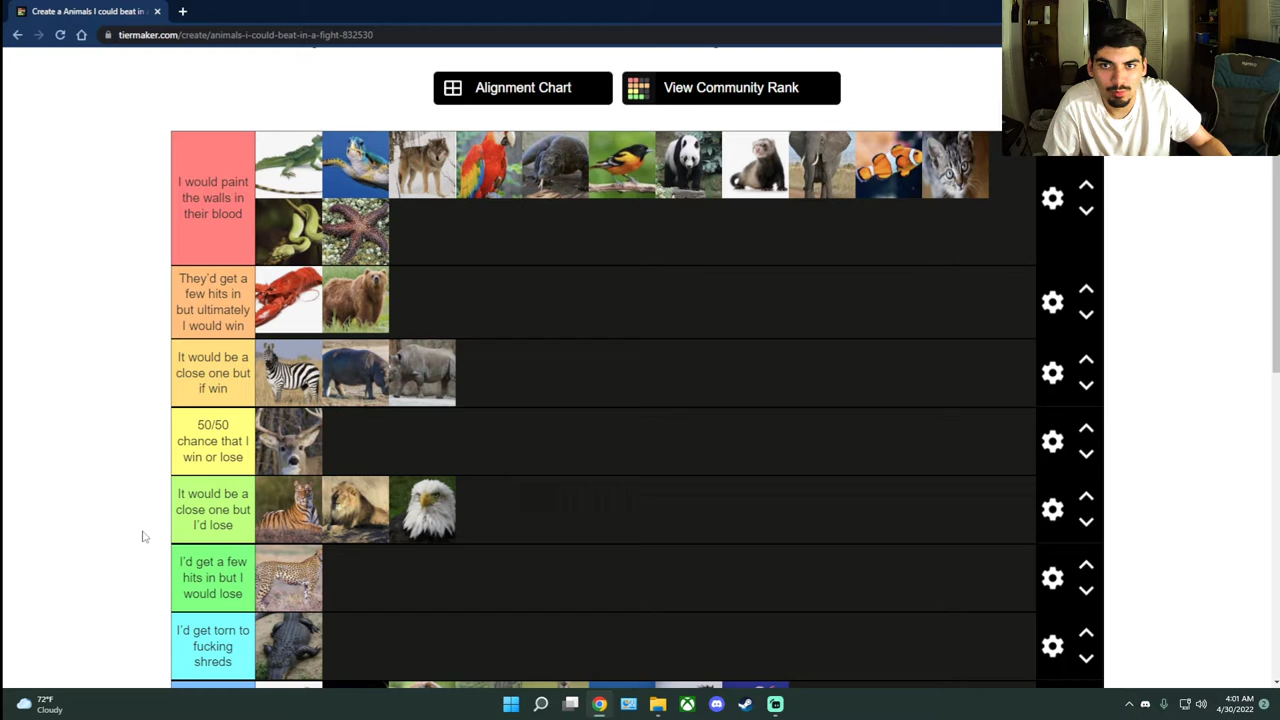 Create a Animals I could beat in
tiermaker.com/create/animals-i-could-beat-in-a-fight-832530
Alignment Chart
View Community Rank
I would paint
the walls in
their blood
They'd get a
few hits in
but ultimately
I would win
It would be a
close one but
if win
50/50
chance that I
win or lose
It would be a
close one but
I'd lose
I'd get a few
hits in but I
would lose
I'd get torn to
fucking
shreds
72°F
Cloudy
4:01 AM
4/30/2022